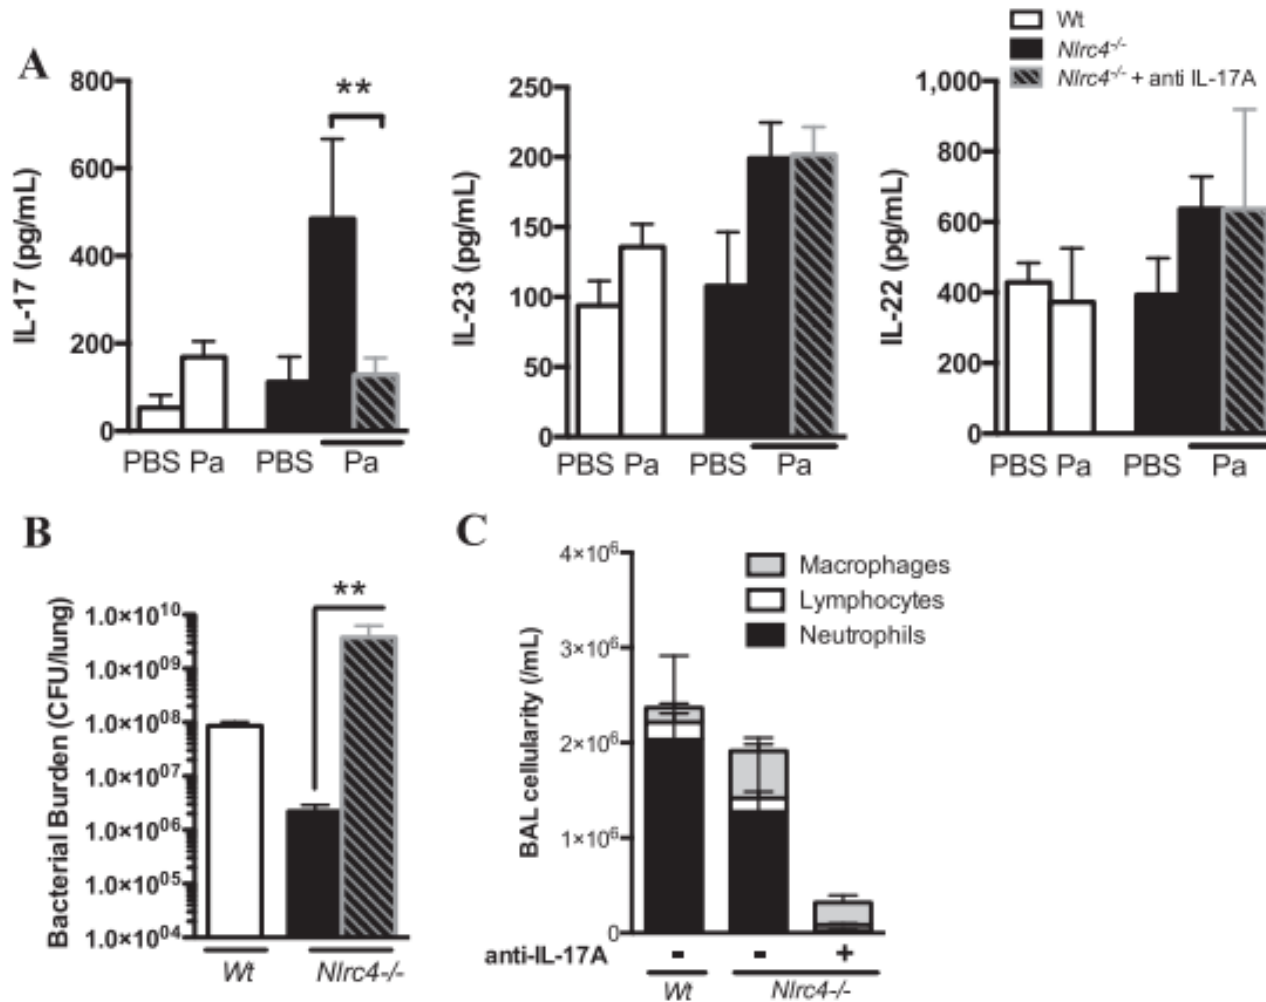 Wt
Nlrc4-/-
Nlrc4-/- + anti IL-17A
A
IL-17 (pg/mL)
800
600
400
200
0
**
PBS Pa PBS Pa
IL-23 (pg/mL)
250
200
150
100
50
0
PBS Pa PBS Pa
IL-22 (pg/mL)
1,000
800
600
400
200
0
PBS Pa PBS Pa
B
Bacterial Burden (CFU/lung)
1.0×10^10
1.0×10^09
1.0×10^08
1.0×10^07
1.0×10^06
1.0×10^05
1.0×10^04
**
Wt Nlrc4-/-
C
BAL cellularity (/mL)
4×10^6
3×10^6
2×10^6
1×10^6
0
Macrophages
Lymphocytes
Neutrophils
anti-IL-17A - - +
Wt Nlrc4-/-